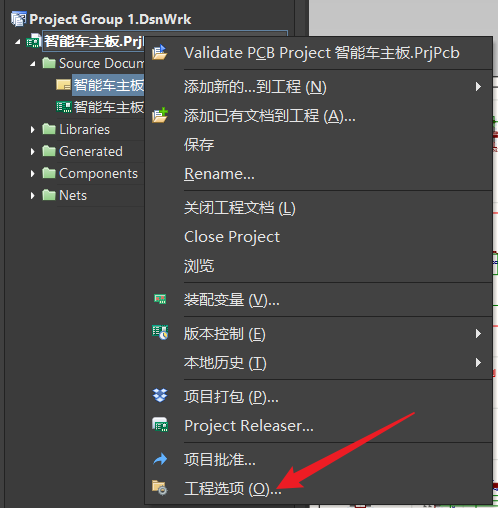 Project Group 1.DsnWrk
智能车主板.Prj
Source Docum
智能车主板
智能车主板
Libraries
Generated
Components
Nets
Validate PCB Project 智能车主板.PrjPcb
添加新的...到工程 (N)
添加已有文档到工程 (A)...
保存
Rename...
关闭工程文档 (L)
Close Project
浏览
装配变量 (V)...
版本控制 (E)
本地历史 (T)
项目打包 (P)...
Project Releaser...
项目批准...
工程选项 (O)...